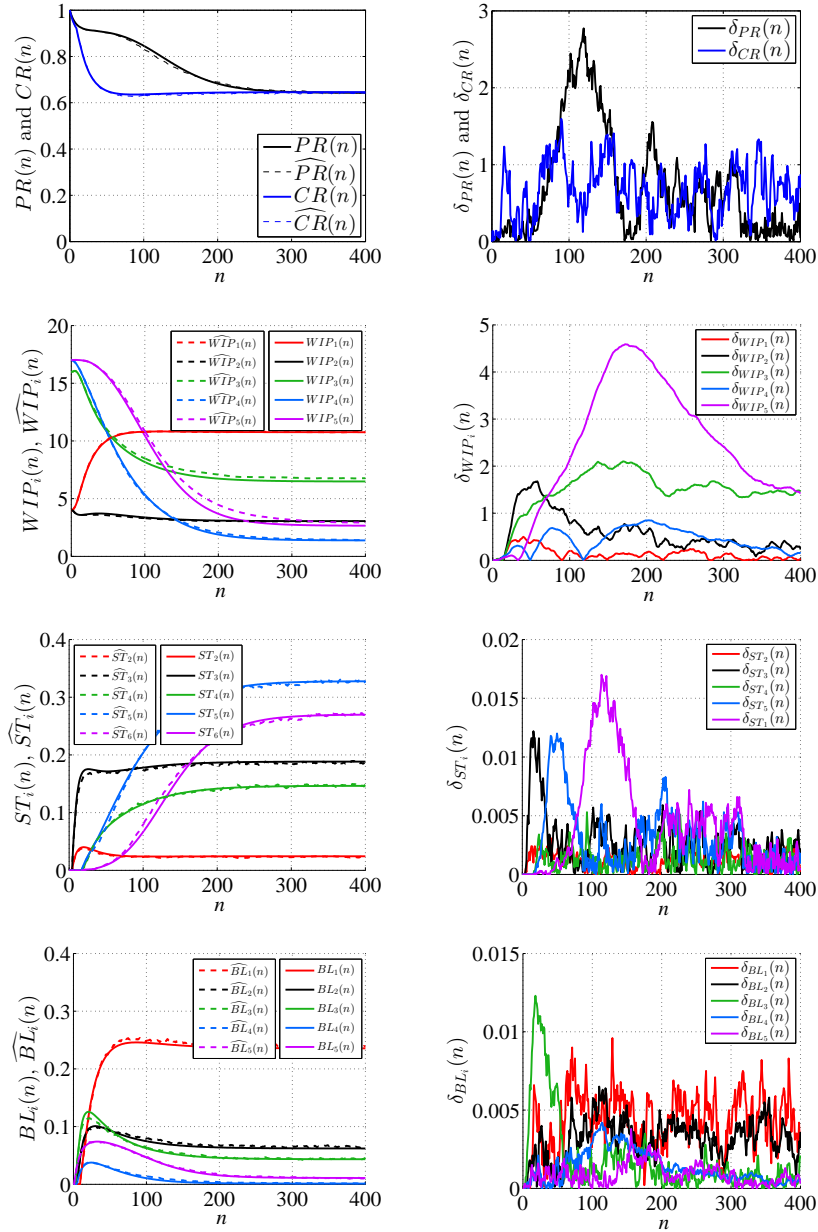 PR(n) and CR(n)
1
0.8
0.6
0.4
0.2
0
0 100 200 300 400
n
PR(n)
\widehat{PR}(n)
CR(n)
\widehat{CR}(n)
δ_{PR}(n) and δ_{CR}(n)
3
2
1
0
0 100 200 300 400
n
δ_{PR}(n)
δ_{CR}(n)
WIP_i(n), \widehat{WIP}_i(n)
20
15
10
5
0
0 100 200 300 400
n
\widehat{WIP}_1(n)
\widehat{WIP}_2(n)
\widehat{WIP}_3(n)
\widehat{WIP}_4(n)
\widehat{WIP}_5(n)
WIP_1(n)
WIP_2(n)
WIP_3(n)
WIP_4(n)
WIP_5(n)
δ_{WIP_i}(n)
5
4
3
2
1
0
0 100 200 300 400
n
δ_{WIP_1}(n)
δ_{WIP_2}(n)
δ_{WIP_3}(n)
δ_{WIP_4}(n)
δ_{WIP_5}(n)
ST_i(n), \widehat{ST}_i(n)
0.4
0.3
0.2
0.1
0
0 100 200 300 400
n
\widehat{ST}_2(n)
\widehat{ST}_3(n)
\widehat{ST}_4(n)
\widehat{ST}_5(n)
\widehat{ST}_6(n)
ST_2(n)
ST_3(n)
ST_4(n)
ST_5(n)
ST_6(n)
δ_{ST_i}(n)
0.02
0.015
0.01
0.005
0
0 100 200 300 400
n
δ_{ST_2}(n)
δ_{ST_3}(n)
δ_{ST_4}(n)
δ_{ST_5}(n)
δ_{ST_1}(n)
BL_i(n), \widehat{BL}_i(n)
0.4
0.3
0.2
0.1
0
0 100 200 300 400
n
\widehat{BL}_1(n)
\widehat{BL}_2(n)
\widehat{BL}_3(n)
\widehat{BL}_4(n)
\widehat{BL}_5(n)
BL_1(n)
BL_2(n)
BL_3(n)
BL_4(n)
BL_5(n)
δ_{BL_i}(n)
0.015
0.01
0.005
0
0 100 200 300 400
n
δ_{BL_1}(n)
δ_{BL_2}(n)
δ_{BL_3}(n)
δ_{BL_4}(n)
δ_{BL_5}(n)